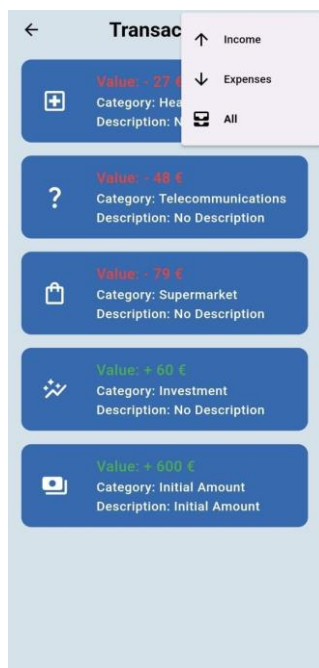 Transac
Income
Expenses
All
Value: - 27 €
Category: Hea
Description: N
Value: - 48 €
Category: Telecommunications
Description: No Description
Value: - 79 €
Category: Supermarket
Description: No Description
Value: + 60 €
Category: Investment
Description: No Description
Value: + 600 €
Category: Initial Amount
Description: Initial Amount